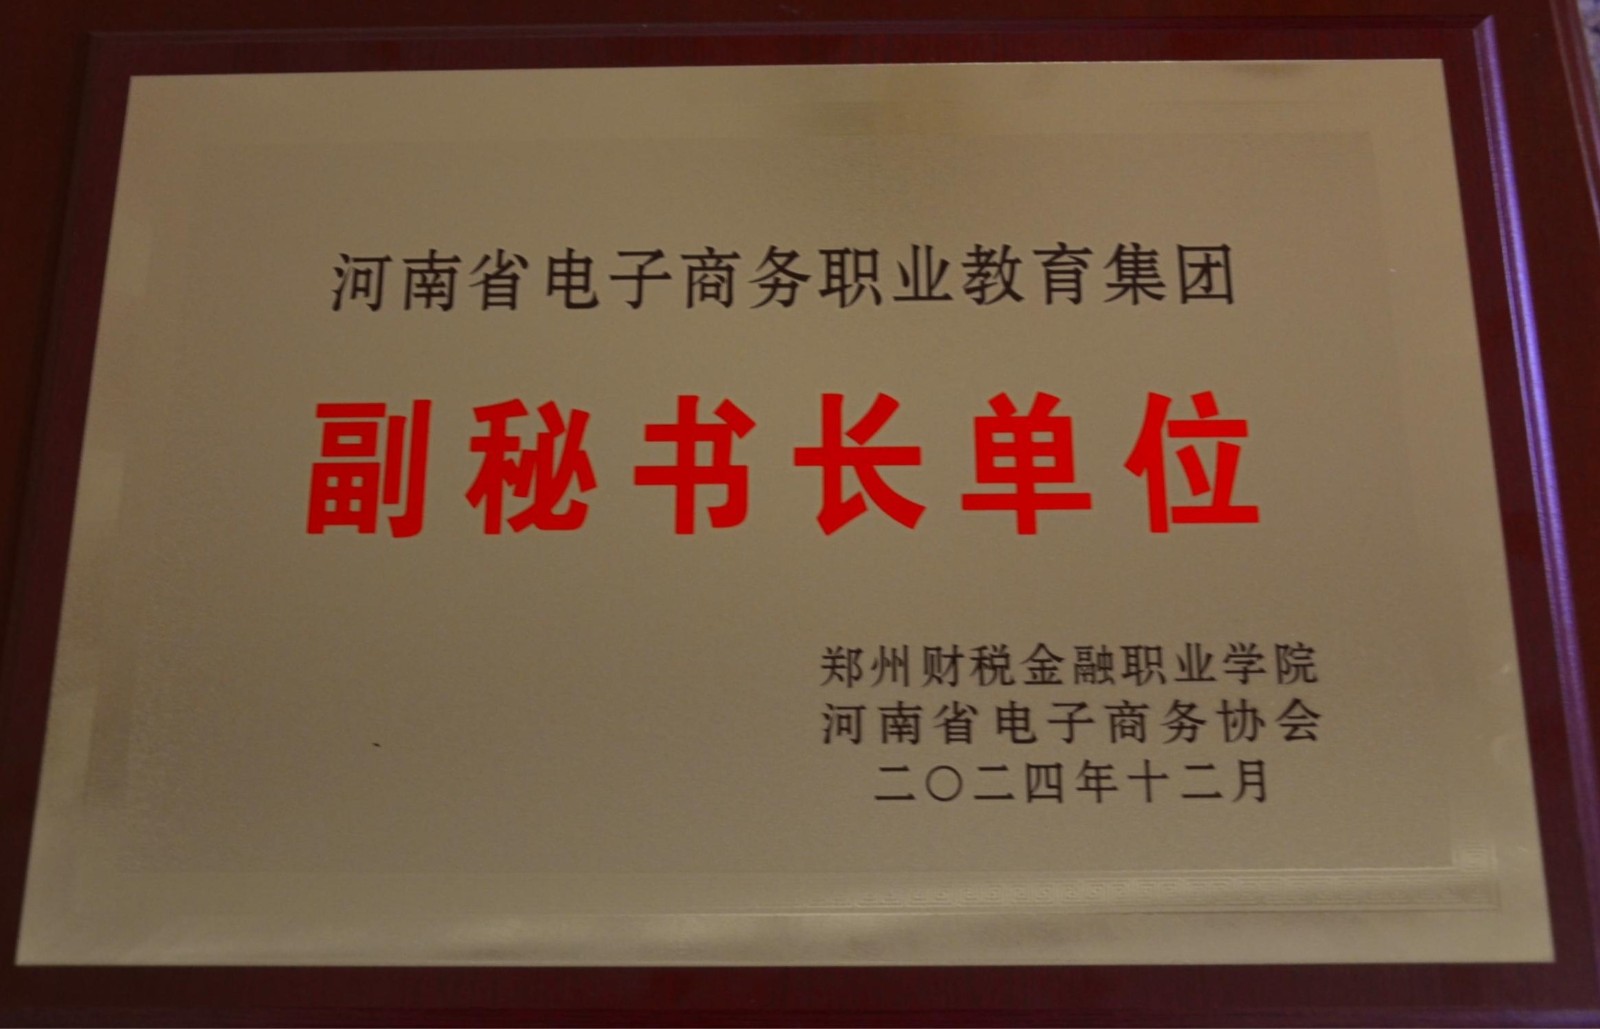 河南省电子商务职业教育集团
副秘书长单位
郑州财税金融职业学院
河南省电子商务协会
二〇二四年十二月